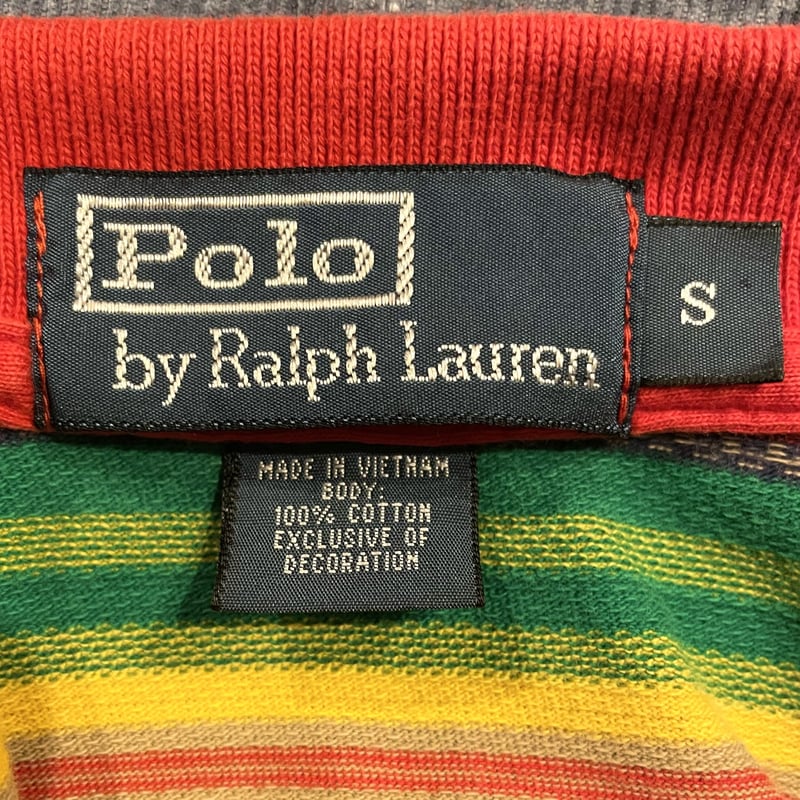 Polo
by Ralph Lauren
S
MADE IN VIETNAM
BODY:
100% COTTON
EXCLUSIVE OF
DECORATION